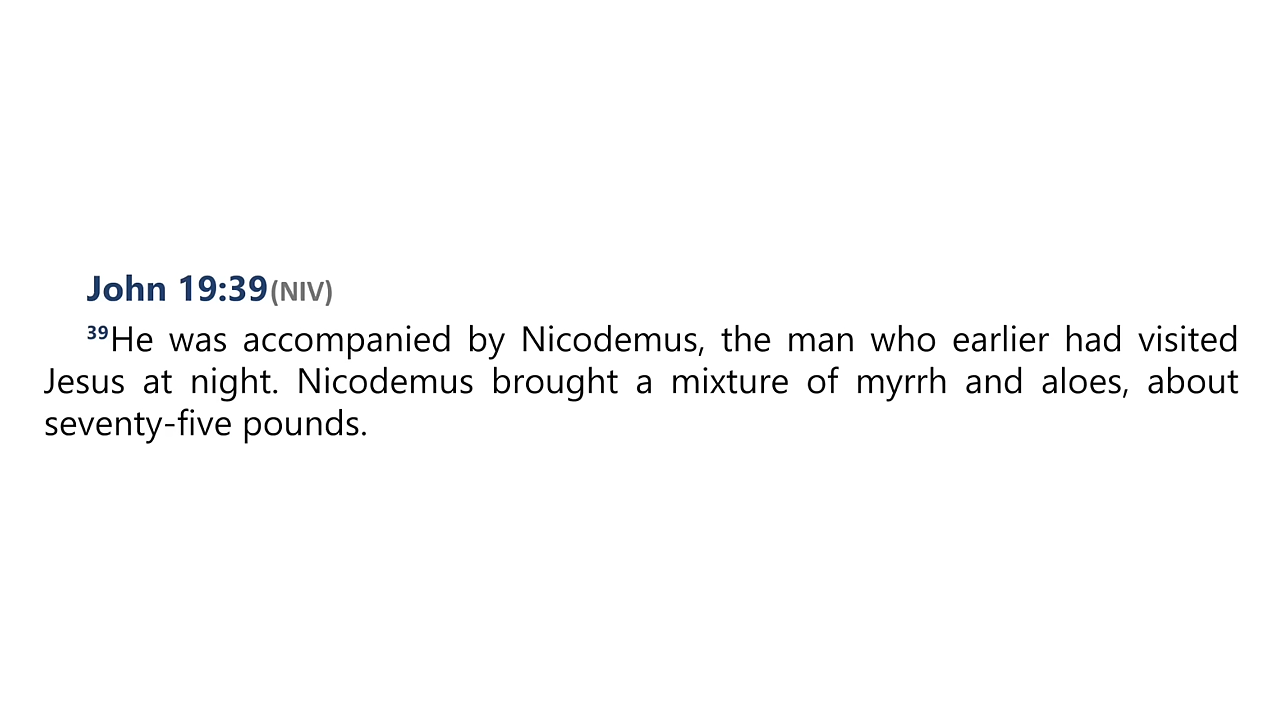 John 19:39(NIV)
39He was accompanied by Nicodemus, the man who earlier had visited
Jesus at night. Nicodemus brought a mixture of myrrh and aloes, about
seventy-five pounds.